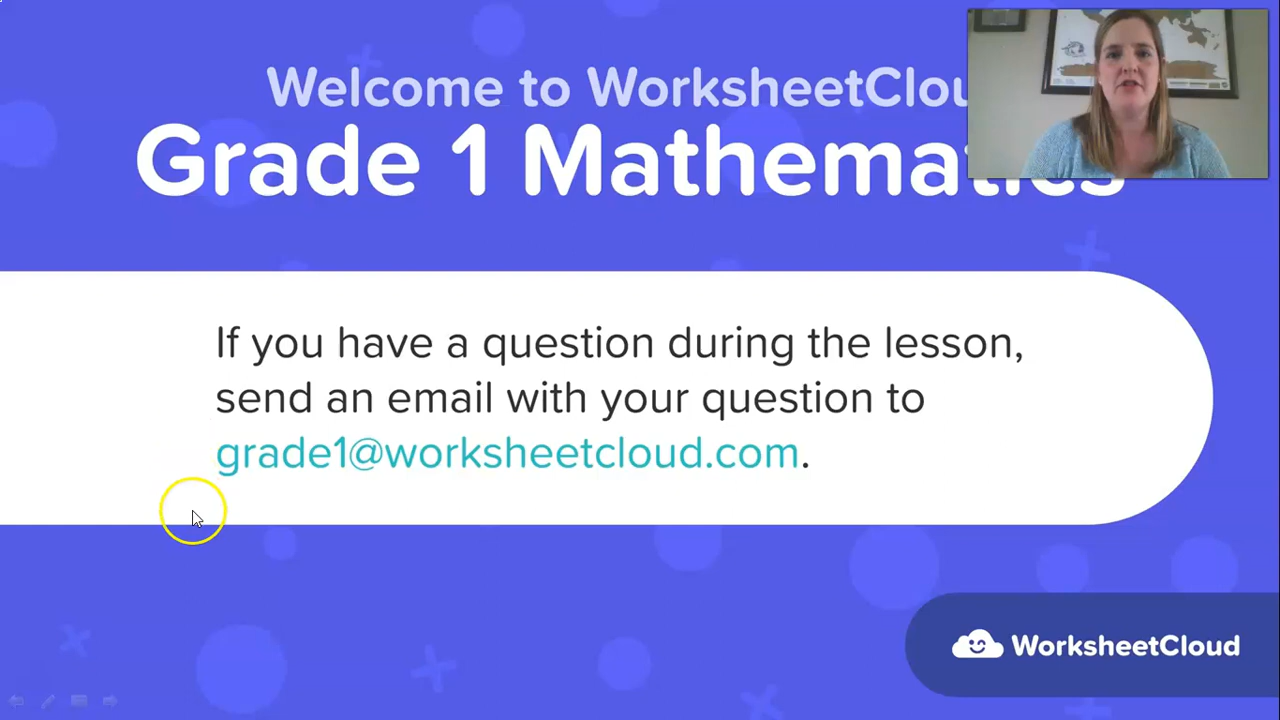 Welcome to WorksheetClou
Grade 1 Mathematics
If you have a question during the lesson,
send an email with your question to
grade1@worksheetcloud.com.
WorksheetCloud